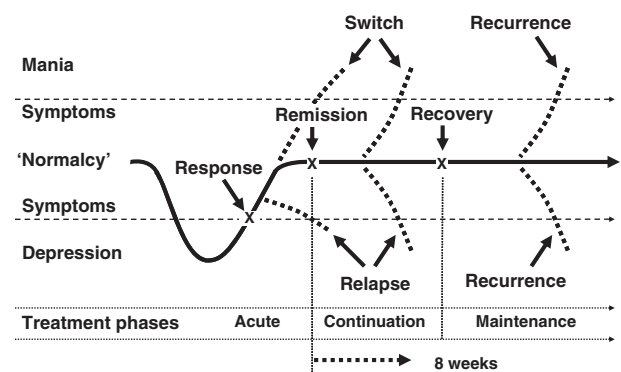 Switch
Recurrence
Mania
Symptoms
Remission
Recovery
'Normalcy'
Response
x
x
Symptoms
x
Depression
Relapse
Recurrence
Treatment phases
Acute
Continuation
Maintenance
8 weeks